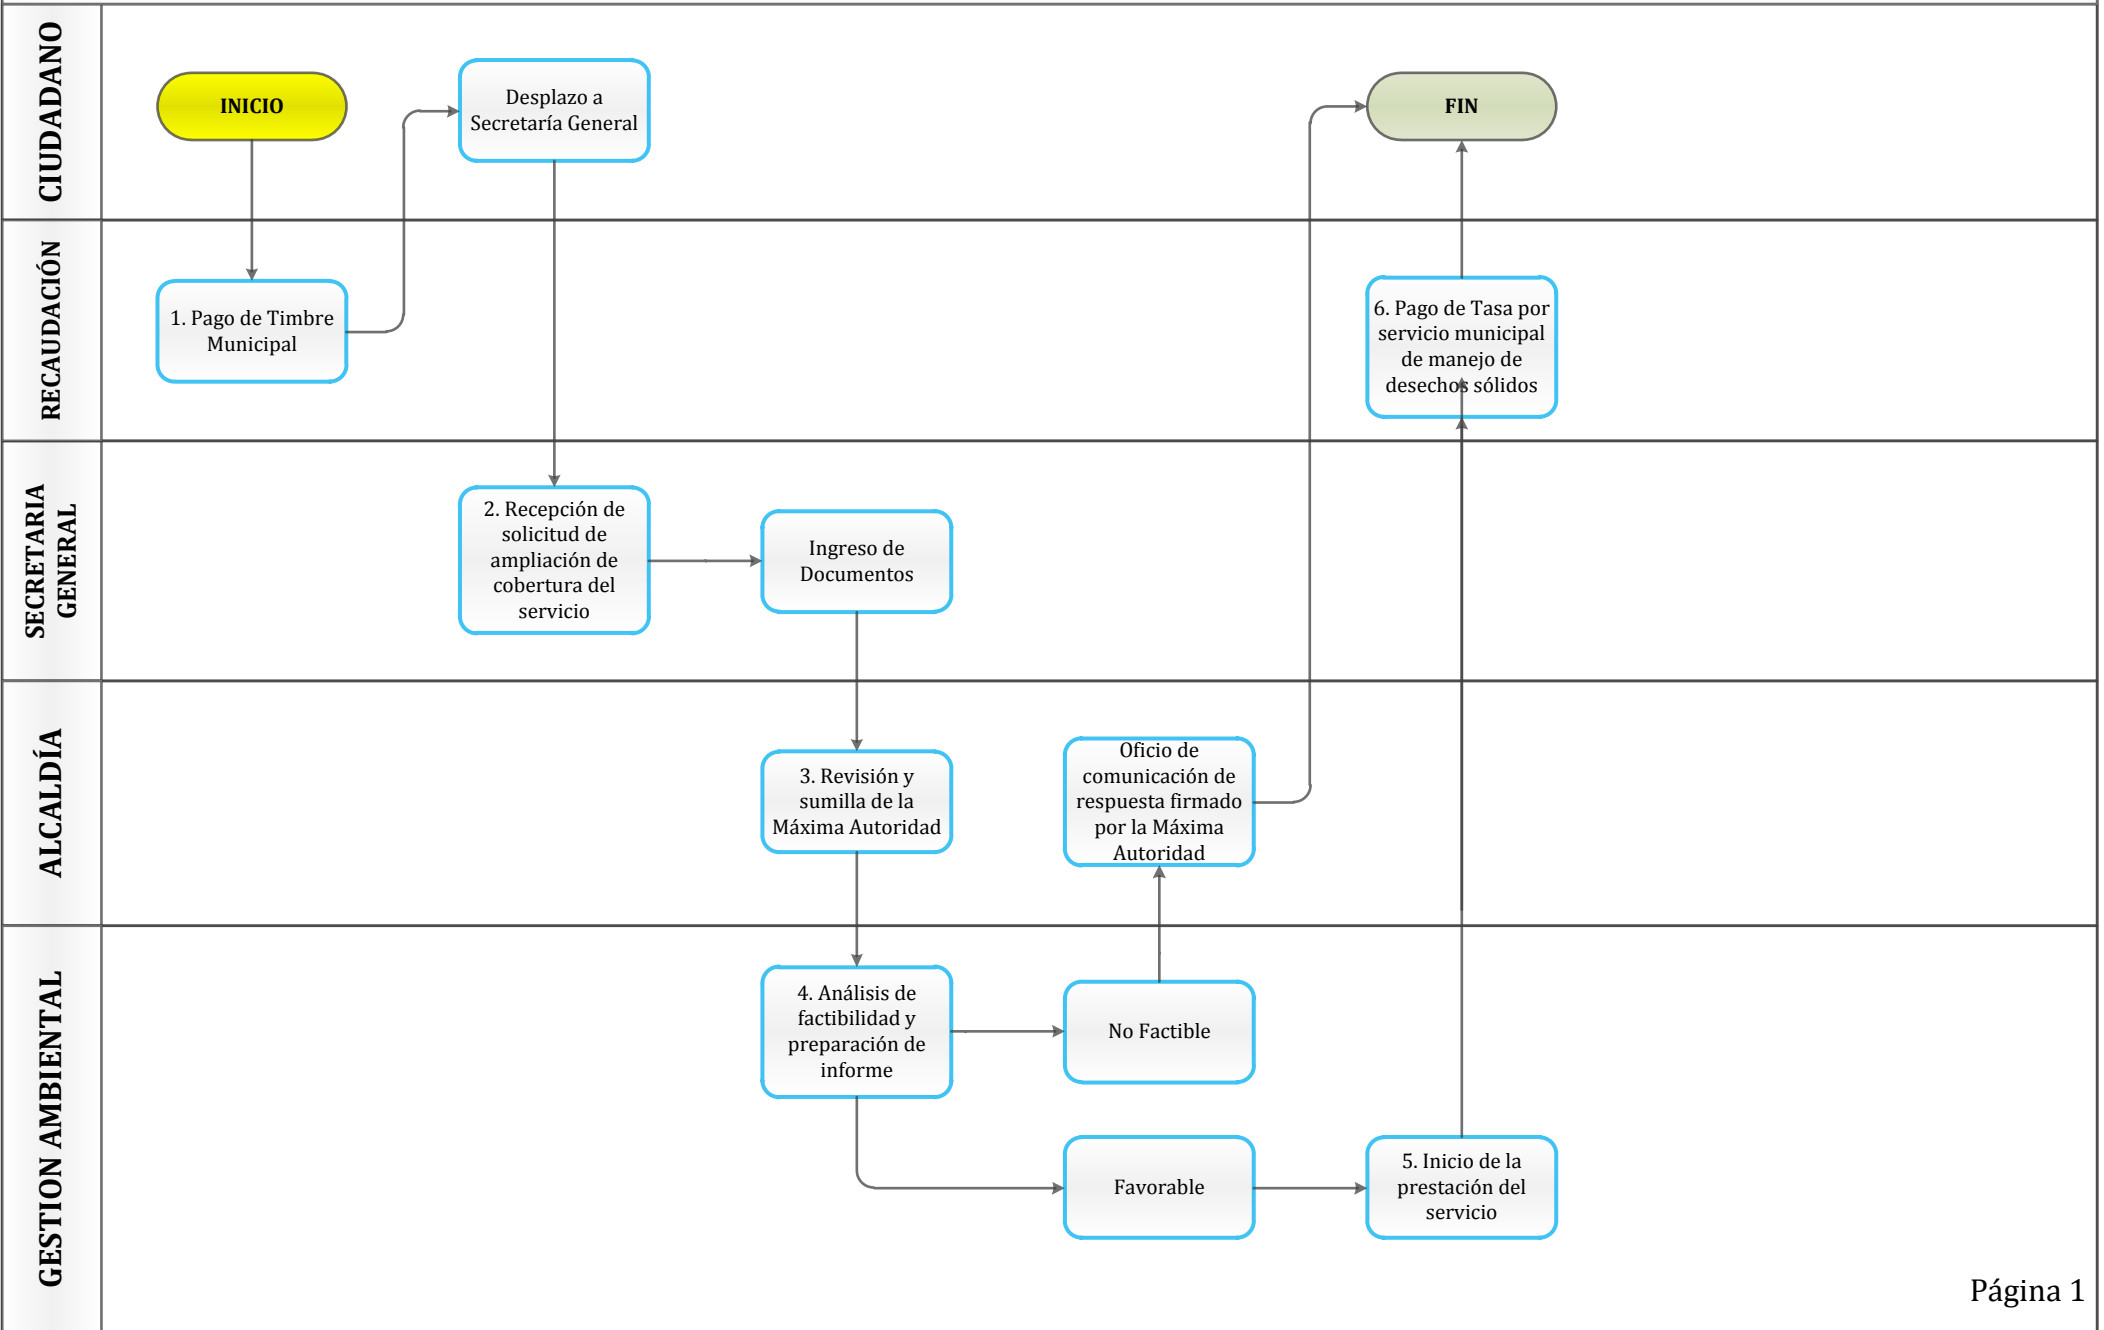 CIUDADANO
INICIO
Desplazo a
Secretaría General
FIN
RECAUDACIÓN
1. Pago de Timbre
Municipal
6. Pago de Tasa por
servicio municipal
de manejo de
desechos sólidos
SECRETARIA
GENERAL
2. Recepción de
solicitud de
ampliación de
cobertura del
servicio
Ingreso de
Documentos
ALCALDÍA
3. Revisión y
sumilla de la
Máxima Autoridad
Oficio de
comunicación de
respuesta firmado
por la Máxima
Autoridad
GESTION AMBIENTAL
4. Análisis de
factibilidad y
preparación de
informe
No Factible
Favorable
5. Inicio de la
prestación del
servicio
Página 1